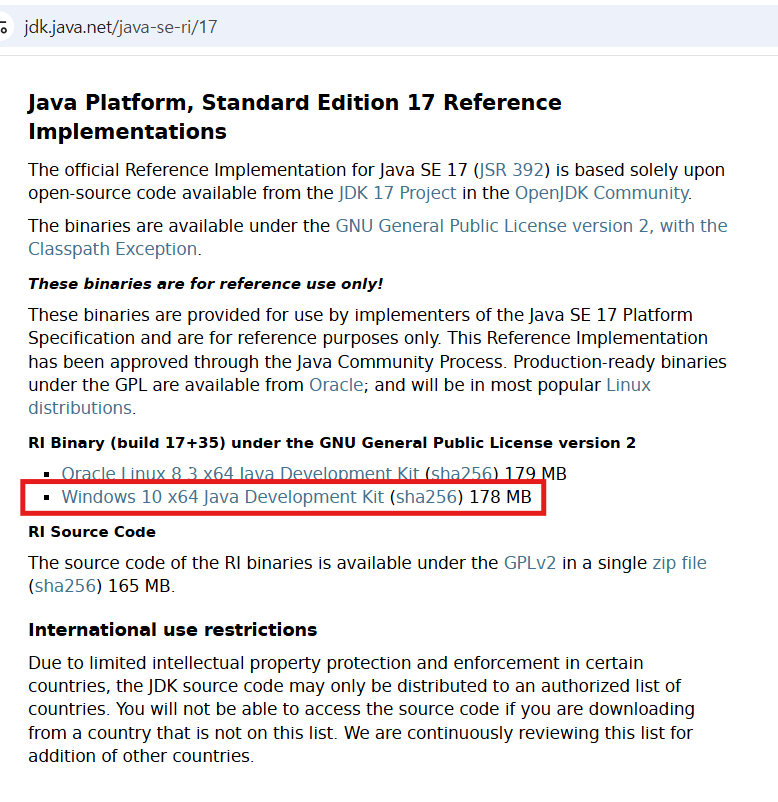 jdk.java.net/java-se-ri/17
Java Platform, Standard Edition 17 Reference
Implementations
The official Reference Implementation for Java SE 17 (JSR 392) is based solely upon
open-source code available from the JDK 17 Project in the OpenJDK Community.
The binaries are available under the GNU General Public License version 2, with the
Classpath Exception.
These binaries are for reference use only!
These binaries are provided for use by implementers of the Java SE 17 Platform
Specification and are for reference purposes only. This Reference Implementation
has been approved through the Java Community Process. Production-ready binaries
under the GPL are available from Oracle; and will be in most popular Linux
distributions.
RI Binary (build 17+35) under the GNU General Public License version 2
▪ Oracle Linux 8.3 x64 Java Development Kit (sha256) 179 MB
▪ Windows 10 x64 Java Development Kit (sha256) 178 MB
RI Source Code
The source code of the RI binaries is available under the GPLv2 in a single zip file
(sha256) 165 MB.
International use restrictions
Due to limited intellectual property protection and enforcement in certain
countries, the JDK source code may only be distributed to an authorized list of
countries. You will not be able to access the source code if you are downloading
from a country that is not on this list. We are continuously reviewing this list for
addition of other countries.